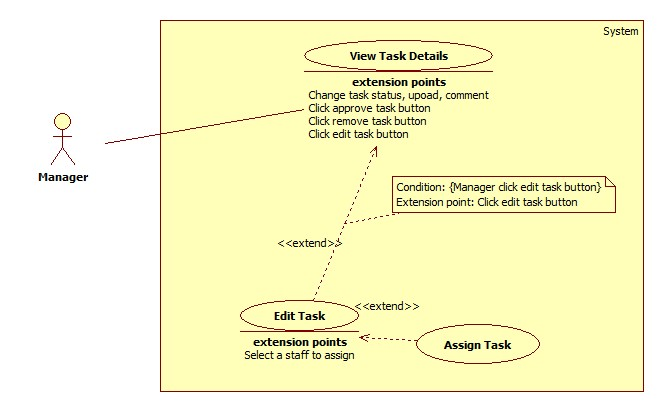 System
View Task Details
extension points
Change task status, upoad, comment
Click approve task button
Click remove task button
Click edit task button
Manager
Condition: {Manager click edit task button}
Extension point: Click edit task button
<<extend>>
<<extend>>
Edit Task
extension points
Select a staff to assign
Assign Task